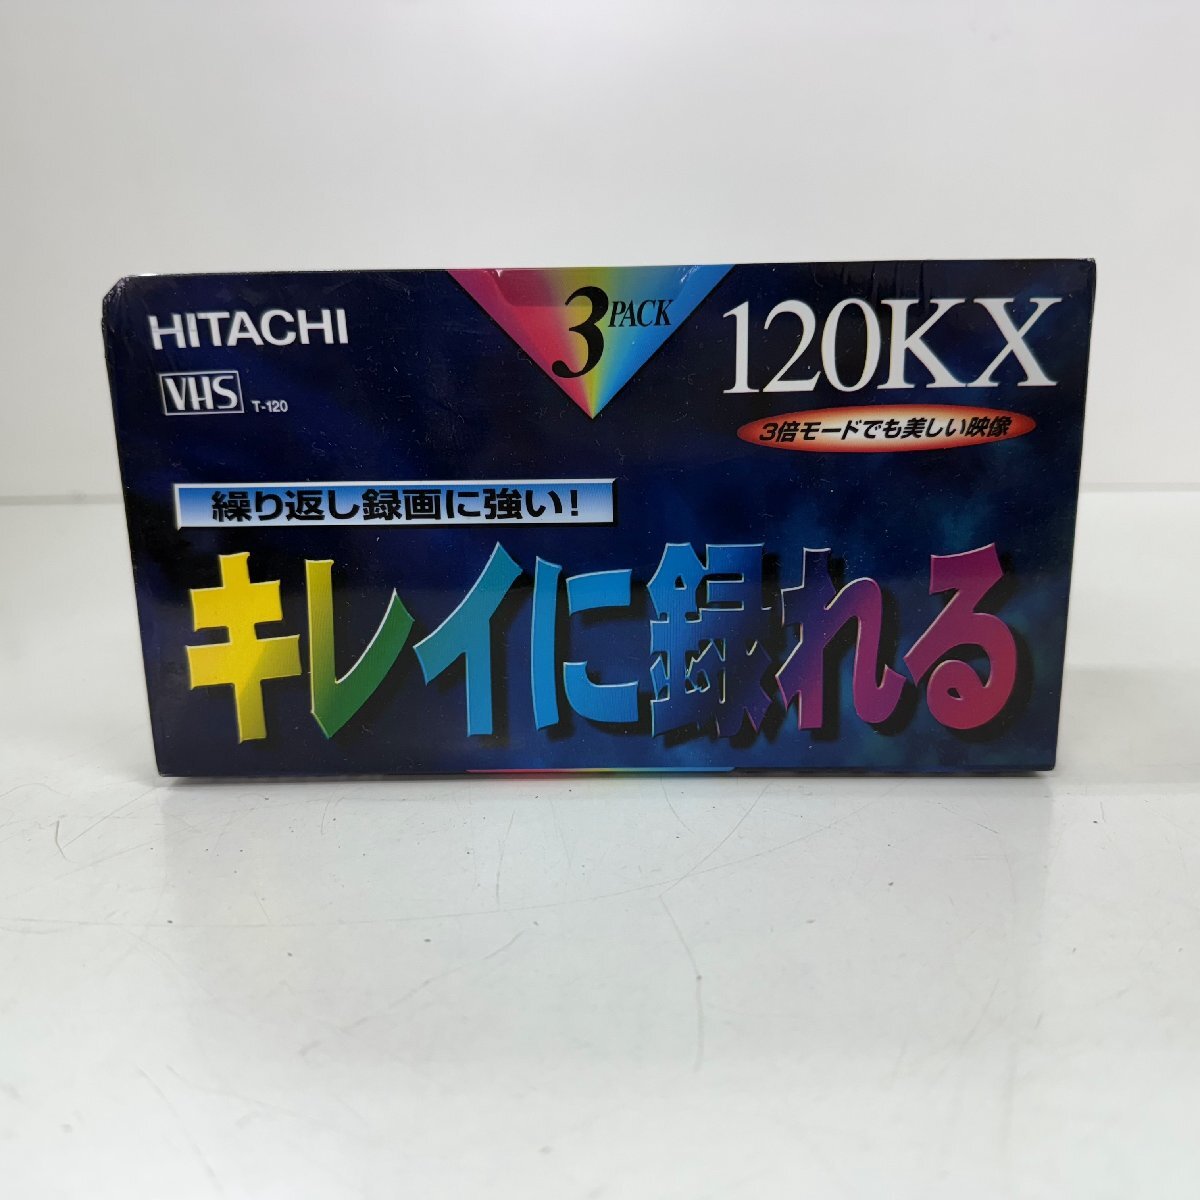 HITACHI
VHS T-120
3 PACK
120KX
3倍モードでも美しい映像
繰り返し録画に強い!
キレイに録れる